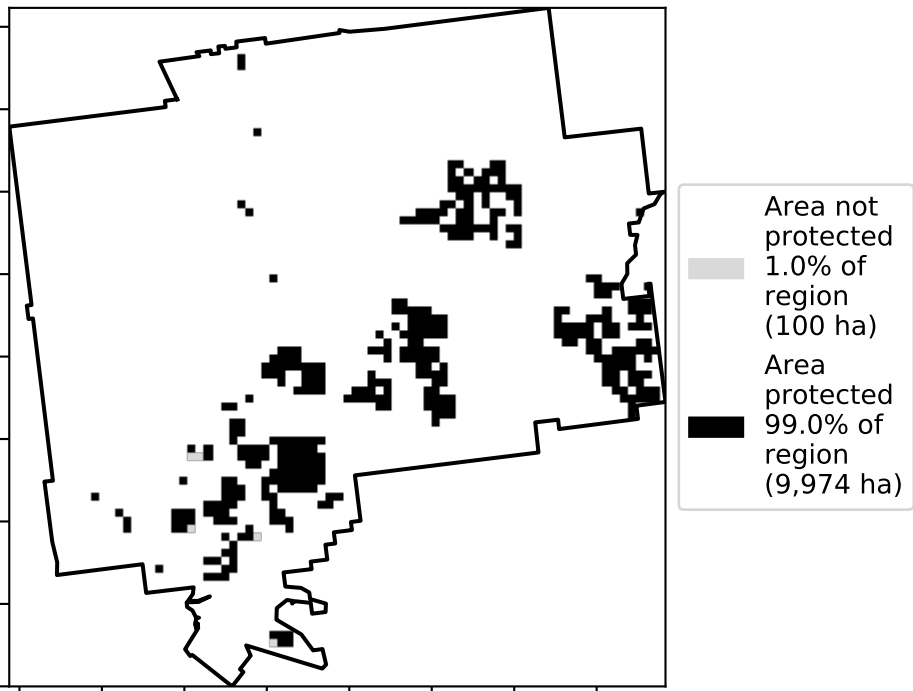 Area not
protected
1.0% of
region
(100 ha)
Area
protected
99.0% of
region
(9,974 ha)